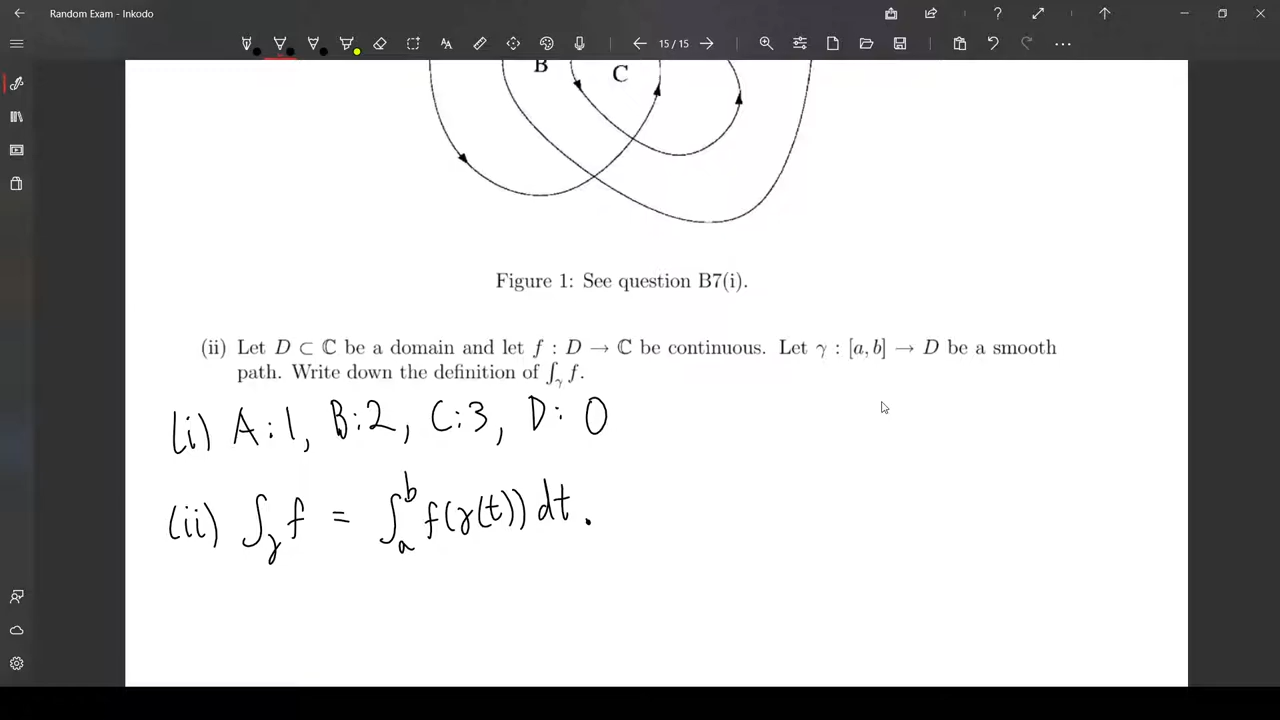 Random Exam - Inkodo
15 / 15
B
C
Figure 1: See question B7(i).
(ii) Let D ⊂ ℂ be a domain and let f : D → ℂ be continuous. Let γ : [a, b] → D be a smooth
path. Write down the definition of ∫_γ f.
(i) A:1, B:2, C:3, D: 0
(ii) ∫_γ f = ∫_a^b f(γ(t)) dt.